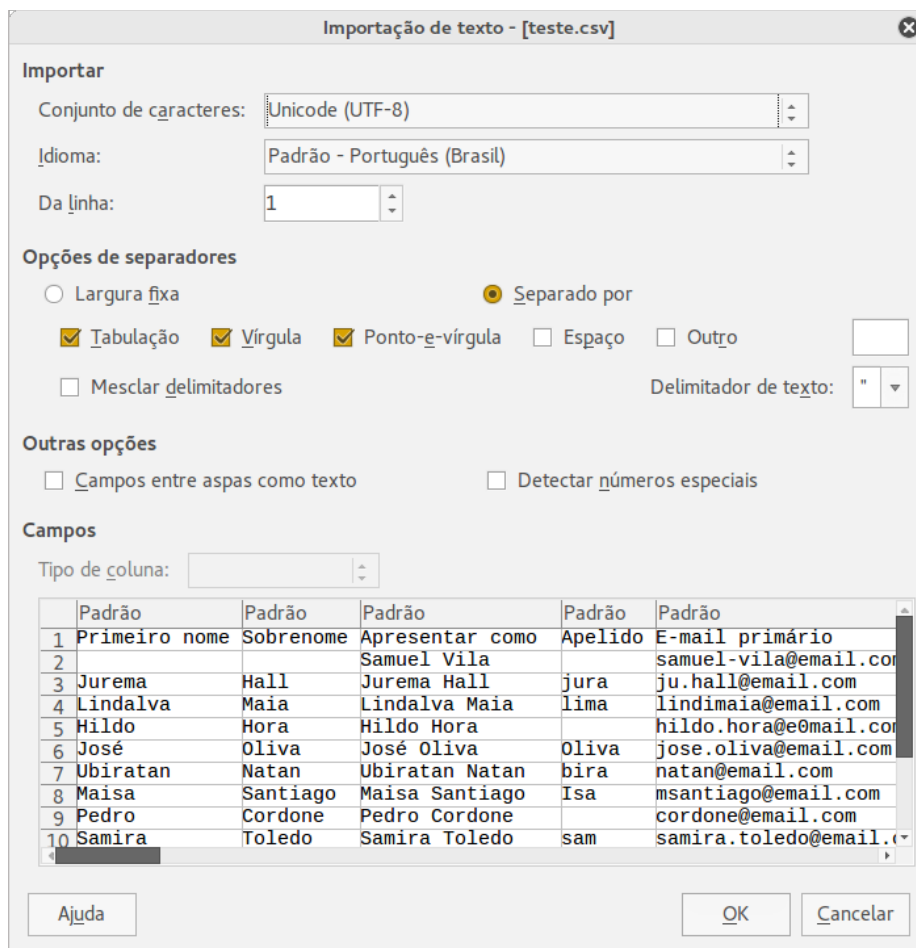 Importação de texto - [teste.csv]
Importar
Conjunto de caracteres: Unicode (UTF-8)
Idioma: Padrão - Português (Brasil)
Da linha: 1
Opções de separadores
Largura fixa Separado por
Tabulação Vírgula Ponto-e-vírgula Espaço Outro
Mesclar delimitadores Delimitador de texto: "
Outras opções
Campos entre aspas como texto Detectar números especiais
Campos
Tipo de coluna:
Padrão Padrão Padrão Padrão Padrão
1 Primeiro nome Sobrenome Apresentar como Apelido E-mail primário
2 Samuel Vila samuel-vila@email.com
3 Jurema Hall Jurema Hall jura ju.hall@email.com
4 Lindalva Maia Lindalva Maia lima lindimaia@email.com
5 Hildo Hora Hildo Hora hildo.hora@e0mail.com
6 José Oliva José Oliva Oliva jose.oliva@email.com
7 Ubiratan Natan Ubiratan Natan bira natan@email.com
8 Maisa Santiago Maisa Santiago Isa msantiago@email.com
9 Pedro Cordone Pedro Cordone cordone@email.com
10 Samira Toledo Samira Toledo sam samira.toledo@email.c
Ajuda OK Cancelar